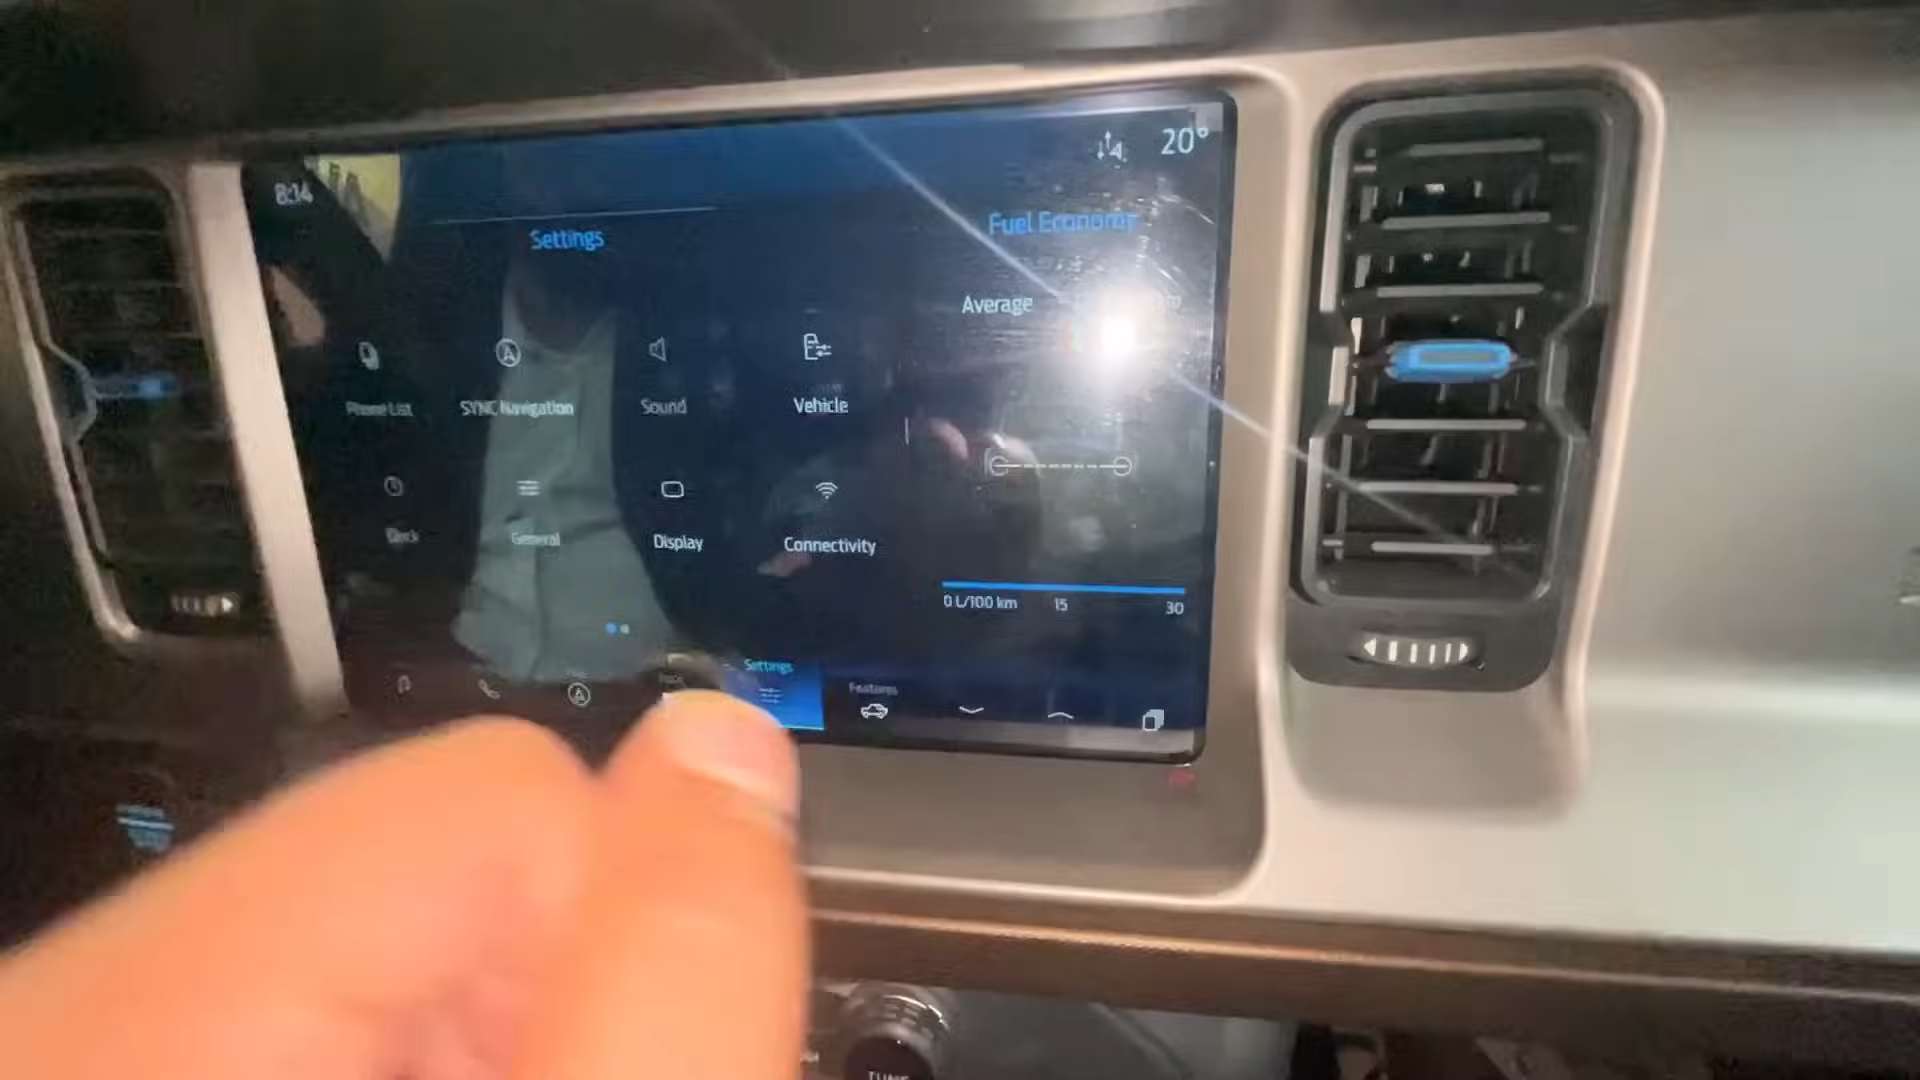 8:14
20°
Settings
Fuel Economy
Average
Phone List
SYNC Navigation
Sound
Vehicle
Clock
General
Display
Connectivity
0 L/100 km 15 30
Settings
Features
TUNE